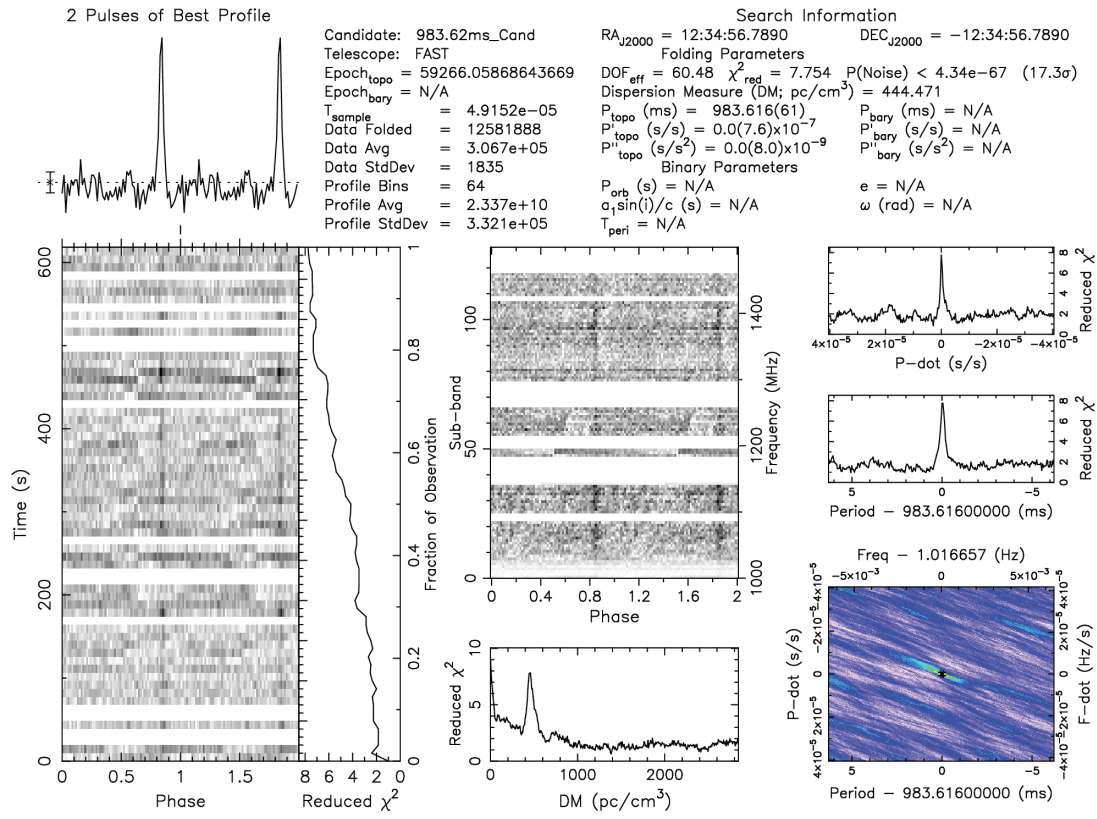 2 Pulses of Best Profile
Search Information
Candidate: 983.62ms_Cand
RA_J2000 = 12:34:56.7890
DEC_J2000 = −12:34:56.7890
Telescope: FAST
Folding Parameters
Epoch_topo = 59266.05868643669
DOF_eff = 60.48 χ²_red = 7.754 P(Noise) < 4.34e−67 (17.3σ)
Epoch_bary = N/A
Dispersion Measure (DM; pc/cm³) = 444.471
T_sample = 4.9152e−05
P_topo (ms) = 983.616(61)
P_bary (ms) = N/A
Data Folded = 12581888
P'_topo (s/s) = 0.0(7.6)x10⁻⁷
P'_bary (s/s) = N/A
Data Avg = 3.067e+05
P''_topo (s/s²) = 0.0(8.0)x10⁻⁹
P''_bary (s/s²) = N/A
Data StdDev = 1835
Binary Parameters
Profile Bins = 64
P_orb (s) = N/A
e = N/A
Profile Avg = 2.337e+10
a₁sin(i)/c (s) = N/A
ω (rad) = N/A
Profile StdDev = 3.321e+05
T_peri = N/A
0 200 400 600
Time (s)
0 0.5 1 1.5
Phase
8 6 4 2 0
Reduced χ²
0 0.2 0.4 0.6 0.8 1
Fraction of Observation
0 50 100
Sub−band
1000 1200 1400
Frequency (MHz)
0 0.4 0.8 1.2 1.6 2
Phase
0 5 10
Reduced χ²
0 1000 2000
DM (pc/cm³)
0 2 4 6 8
Reduced χ²
4×10⁻⁵ 2×10⁻⁵ 0 −2×10⁻⁵ −4×10⁻⁵
P−dot (s/s)
0 2 4 6 8
Reduced χ²
5 0 −5
Period − 983.61600000 (ms)
Freq − 1.016657 (Hz)
−5×10⁻³ 0 5×10⁻³
4×10⁻⁵ 2×10⁻⁵ 0 −2×10⁻⁵ −4×10⁻⁵
P−dot (s/s)
−4×10⁻⁵ −2×10⁻⁵ 0 2×10⁻⁵ 4×10⁻⁵
F−dot (Hz/s)
5 0 −5
Period − 983.61600000 (ms)